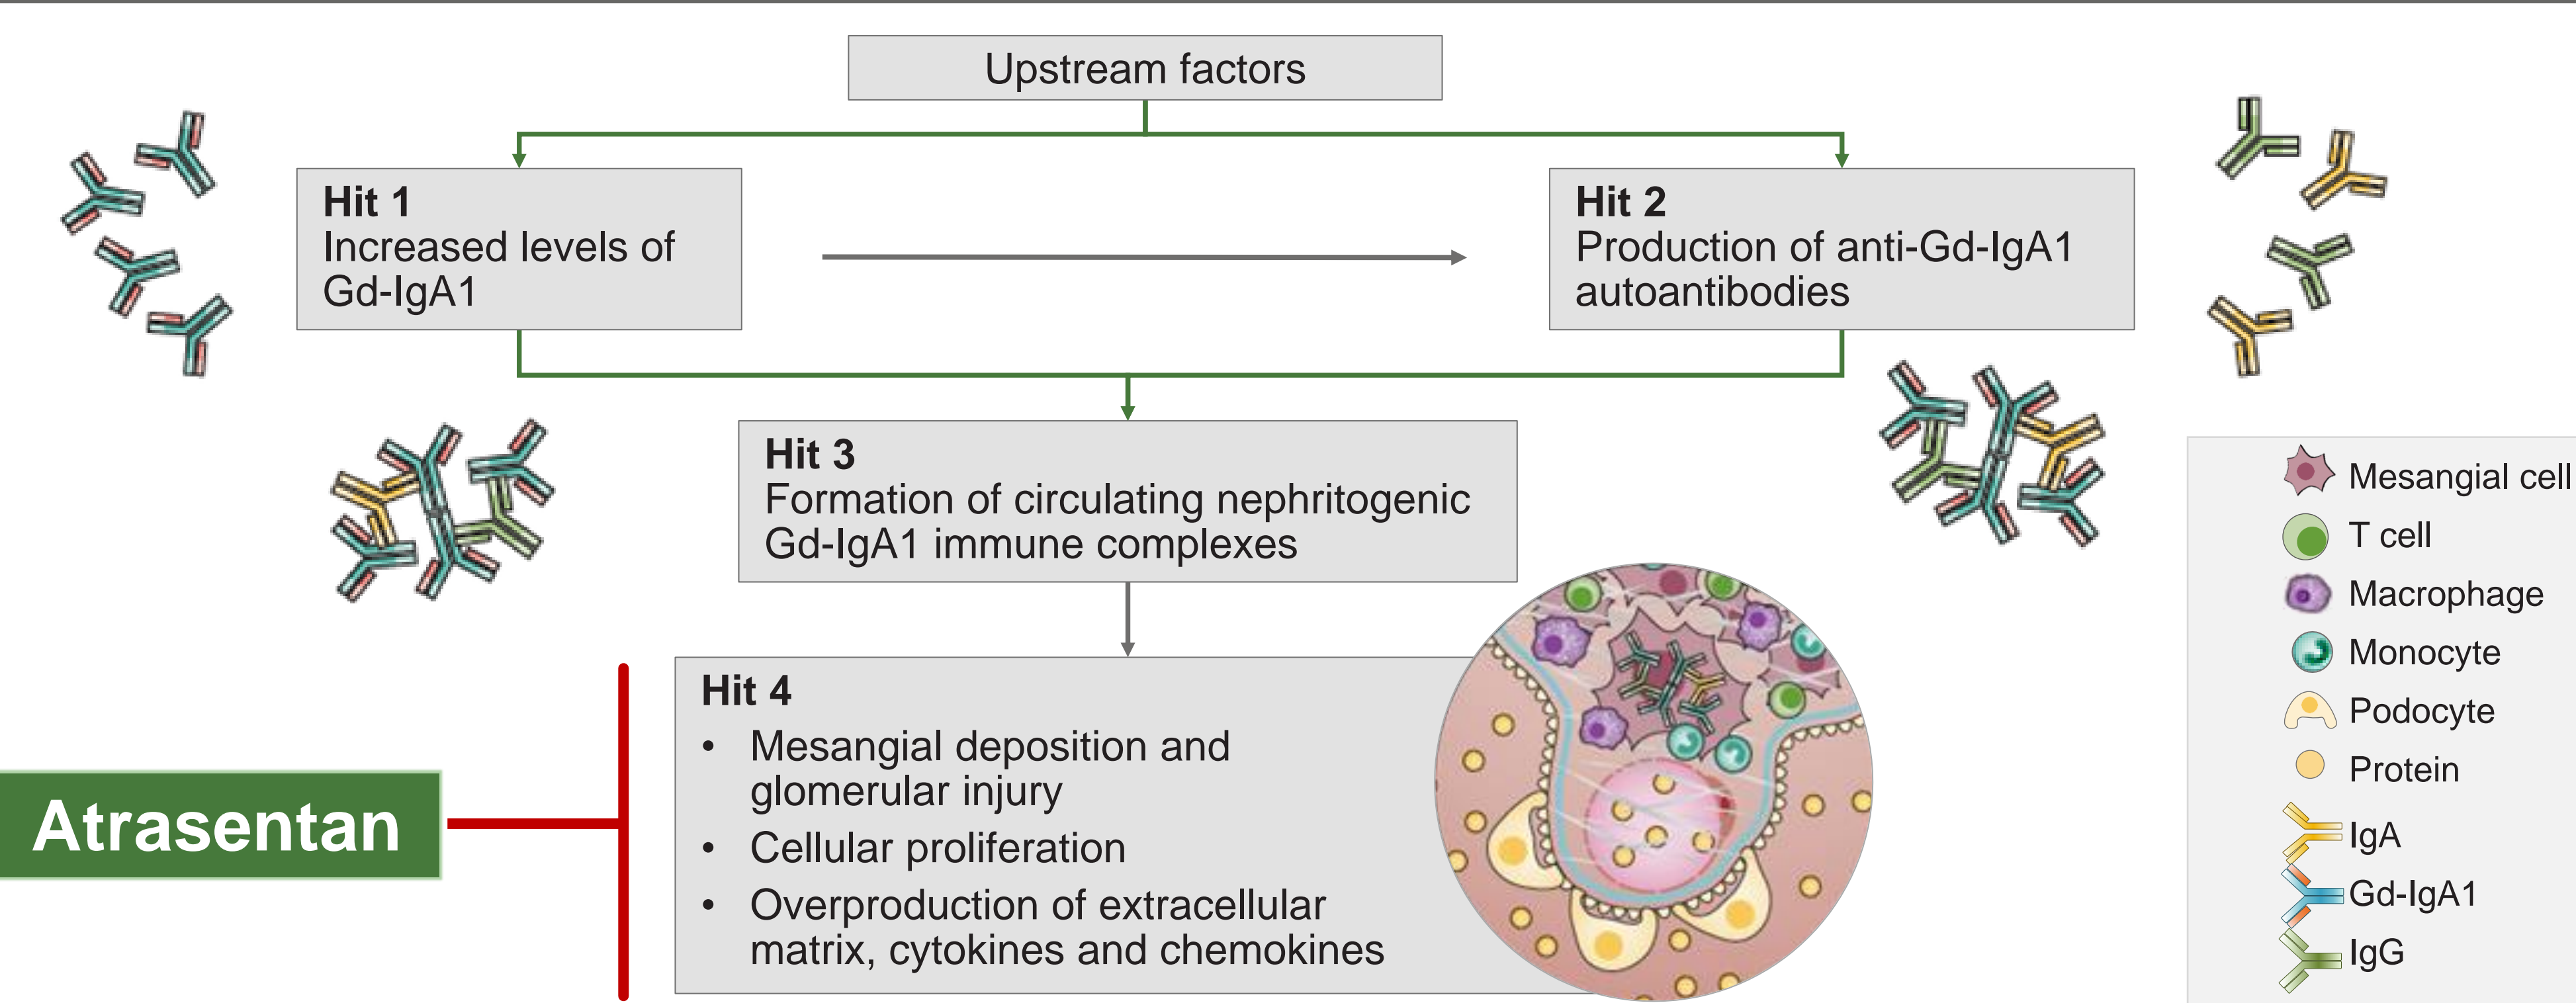 Upstream factors
Hit 1
Increased levels of
Gd-IgA1
Hit 2
Production of anti-Gd-IgA1
autoantibodies
Hit 3
Formation of circulating nephritogenic
Gd-IgA1 immune complexes
Hit 4
• Mesangial deposition and
glomerular injury
• Cellular proliferation
• Overproduction of extracellular
matrix, cytokines and chemokines
Atrasentan
Mesangial cell
T cell
Macrophage
Monocyte
Podocyte
Protein
IgA
Gd-IgA1
IgG